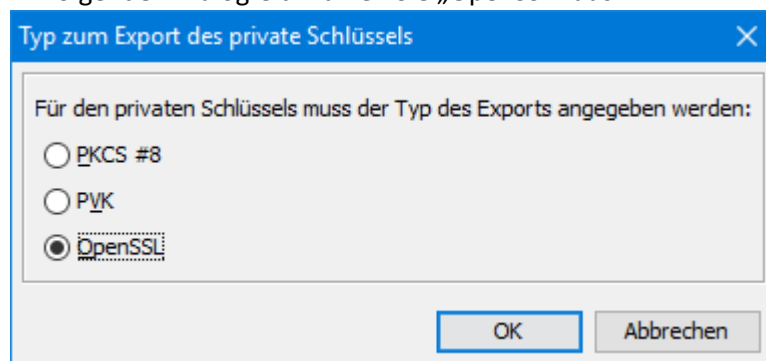 Typ zum Export des private Schlüssels
Für den privaten Schlüssels muss der Typ des Exports angegeben werden:
PKCS #8
PVK
OpenSSL
OK Abbrechen